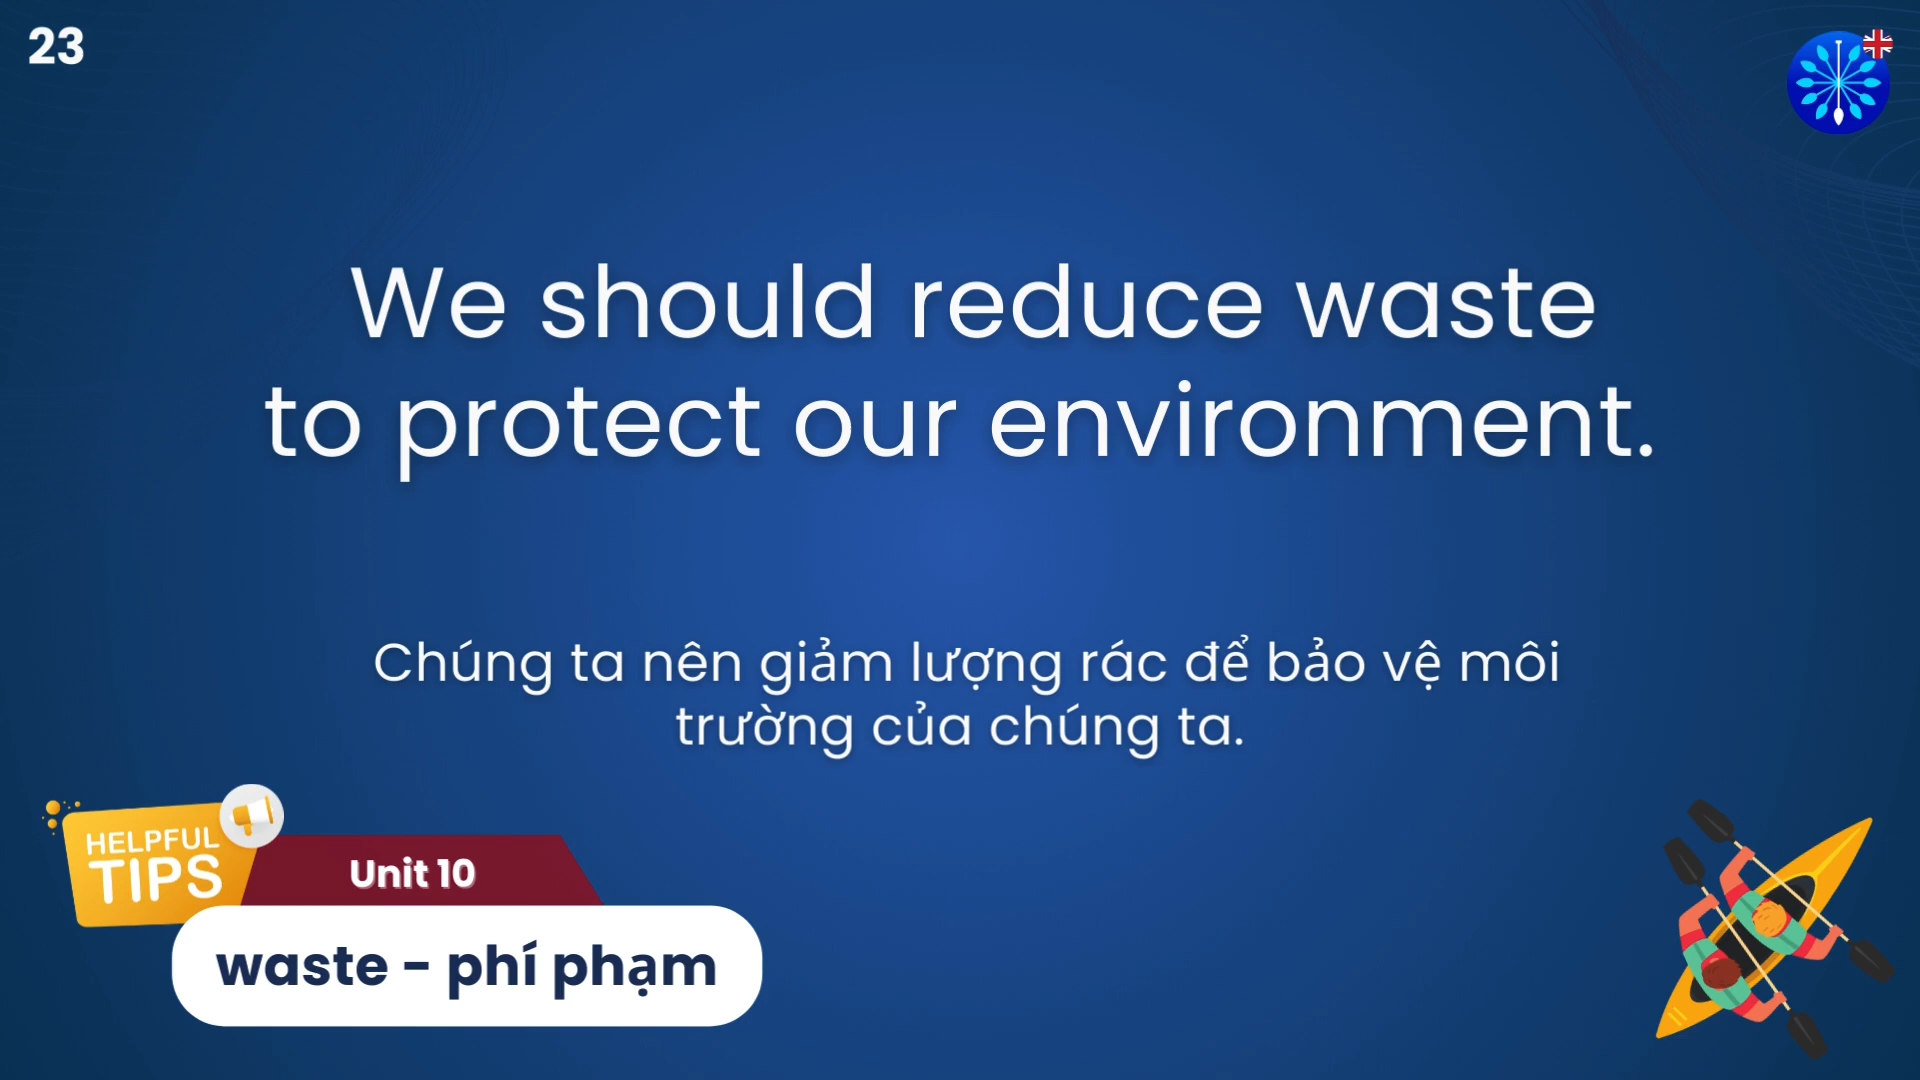 23
We should reduce waste
to protect our environment.
Chúng ta nên giảm lượng rác để bảo vệ môi
trường của chúng ta.
HELPFUL
TIPS
Unit 10
waste - phí phạm